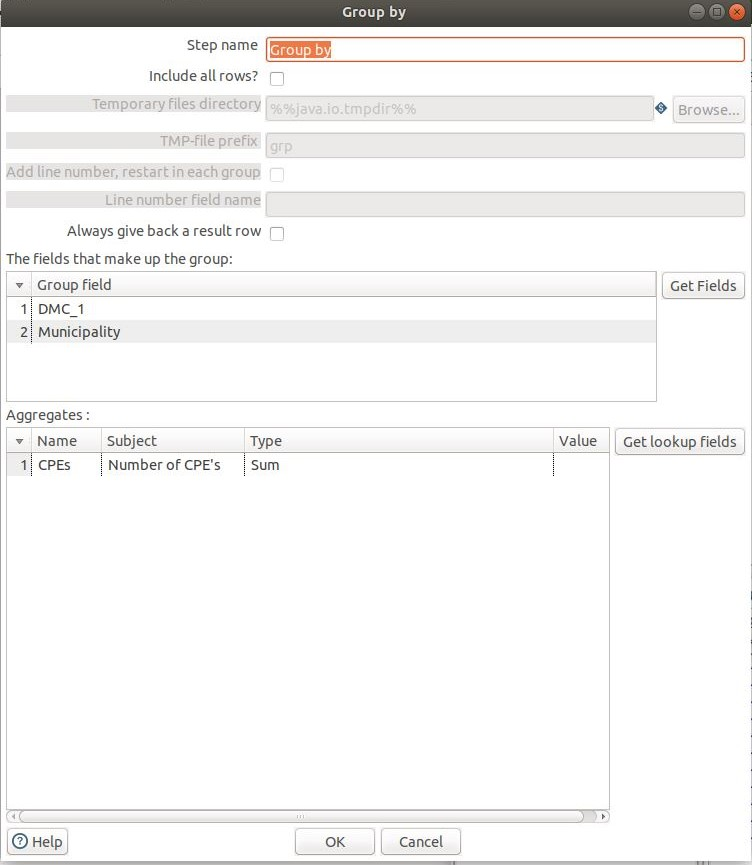 Group by
Step name Group by
Include all rows?
Temporary files directory %%java.io.tmpdir%% Browse...
TMP-file prefix grp
Add line number, restart in each group
Line number field name
Always give back a result row
The fields that make up the group:
Group field Get Fields
1 DMC_1
2 Municipality
Aggregates :
Name Subject Type Value Get lookup fields
1 CPEs Number of CPE's Sum
Help OK Cancel